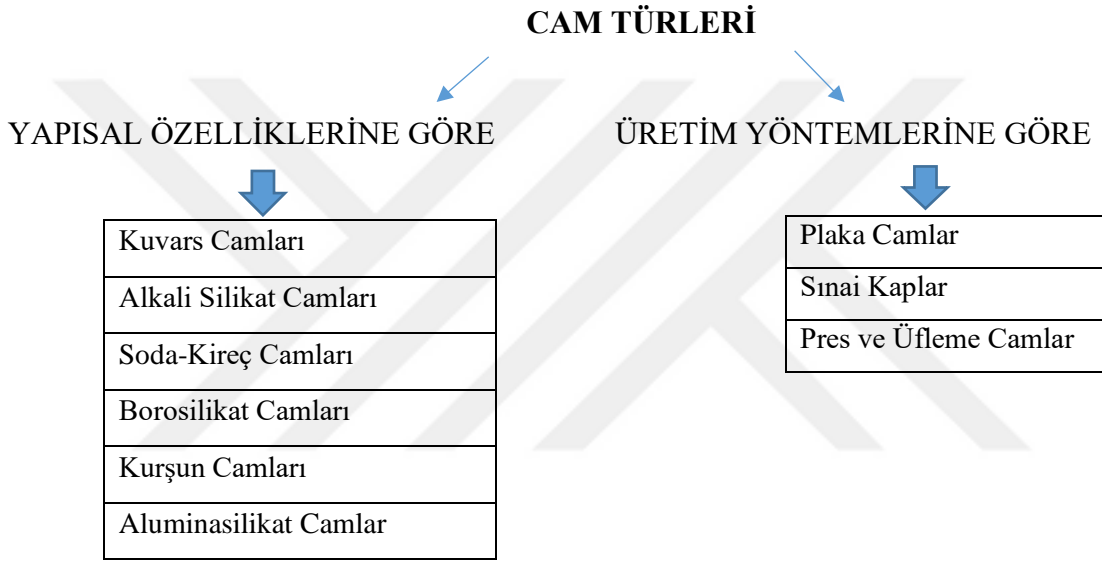 CAM TÜRLERİ
YAPISAL ÖZELLİKLERİNE GÖRE
Kuvars Camları
Alkali Silikat Camları
Soda-Kireç Camları
Borosilikat Camları
Kurşun Camları
Aluminasilikat Camlar
ÜRETİM YÖNTEMLERİNE GÖRE
Plaka Camlar
Sınai Kaplar
Pres ve Üfleme Camlar